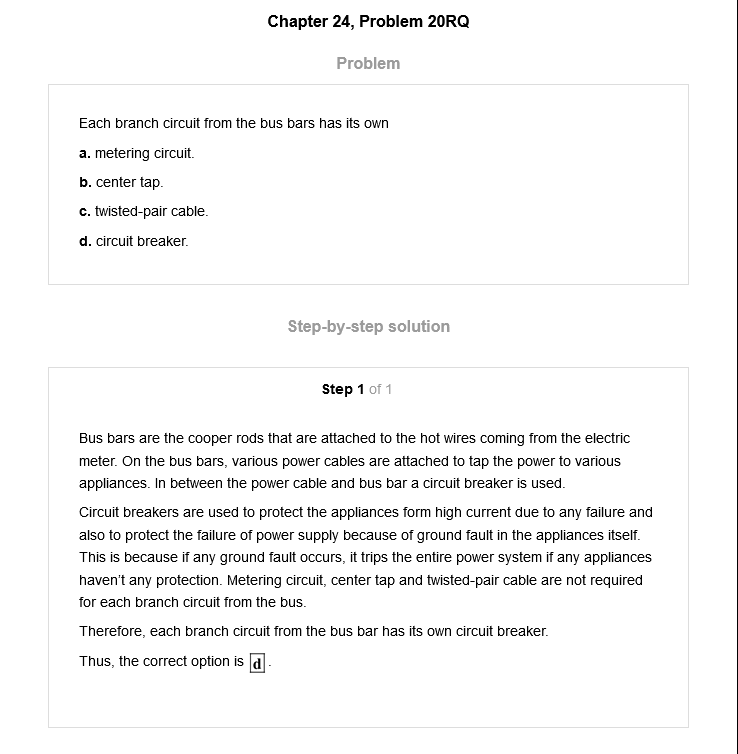 Chapter 24, Problem 20RQ
Problem
Each branch circuit from the bus bars has its own
a. metering circuit.
b. center tap.
c. twisted-pair cable.
d. circuit breaker.
Step-by-step solution
Step 1 of 1
Bus bars are the cooper rods that are attached to the hot wires coming from the electric
meter. On the bus bars, various power cables are attached to tap the power to various
appliances. In between the power cable and bus bar a circuit breaker is used.
Circuit breakers are used to protect the appliances form high current due to any failure and
also to protect the failure of power supply because of ground fault in the appliances itself.
This is because if any ground fault occurs, it trips the entire power system if any appliances
haven't any protection. Metering circuit, center tap and twisted-pair cable are not required
for each branch circuit from the bus.
Therefore, each branch circuit from the bus bar has its own circuit breaker.
Thus, the correct option is d.